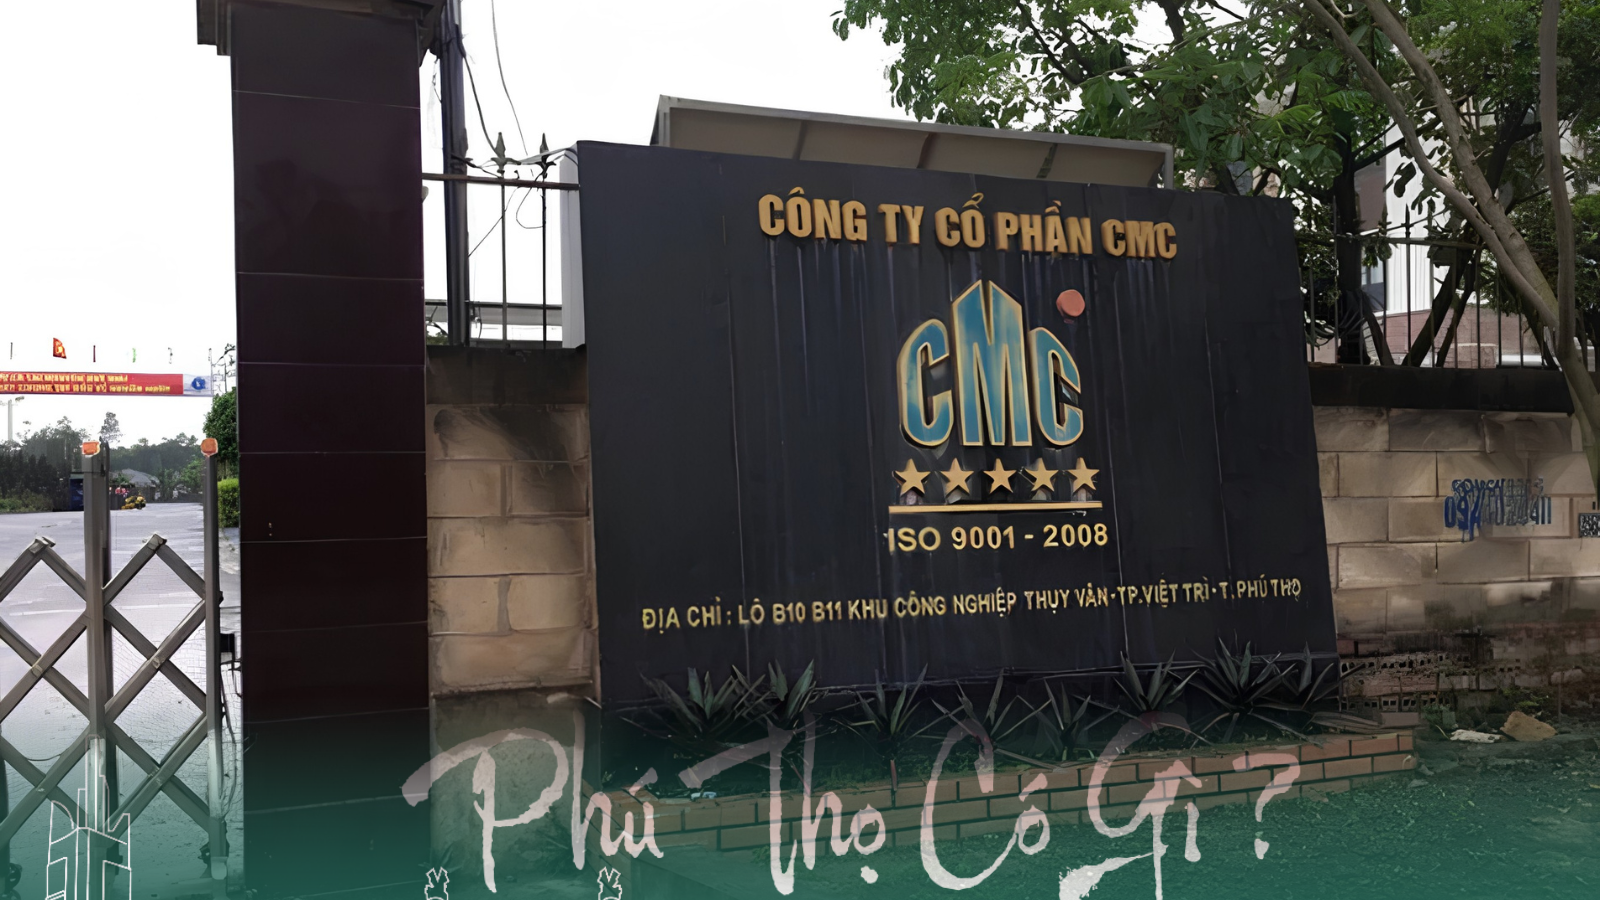 CÔNG TY CỔ PHẦN CMC
CMC
ISO 9001 - 2008
ĐỊA CHỈ : LÔ B10 B11 KHU CÔNG NGHIỆP THỤY VÂN - TP.VIỆT TRÌ - T. PHÚ THỌ
Phú Thọ Có Gì ?